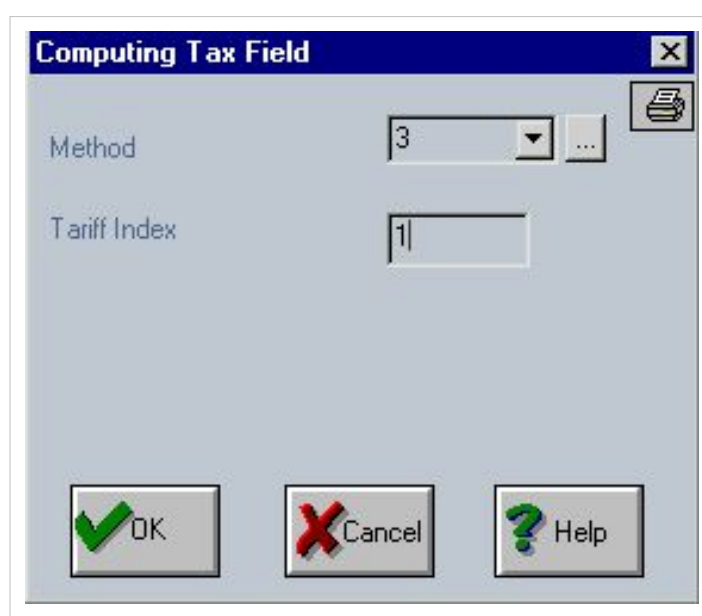 Computing Tax Field
Method 3 ...
Tariff Index 1
OK Cancel Help